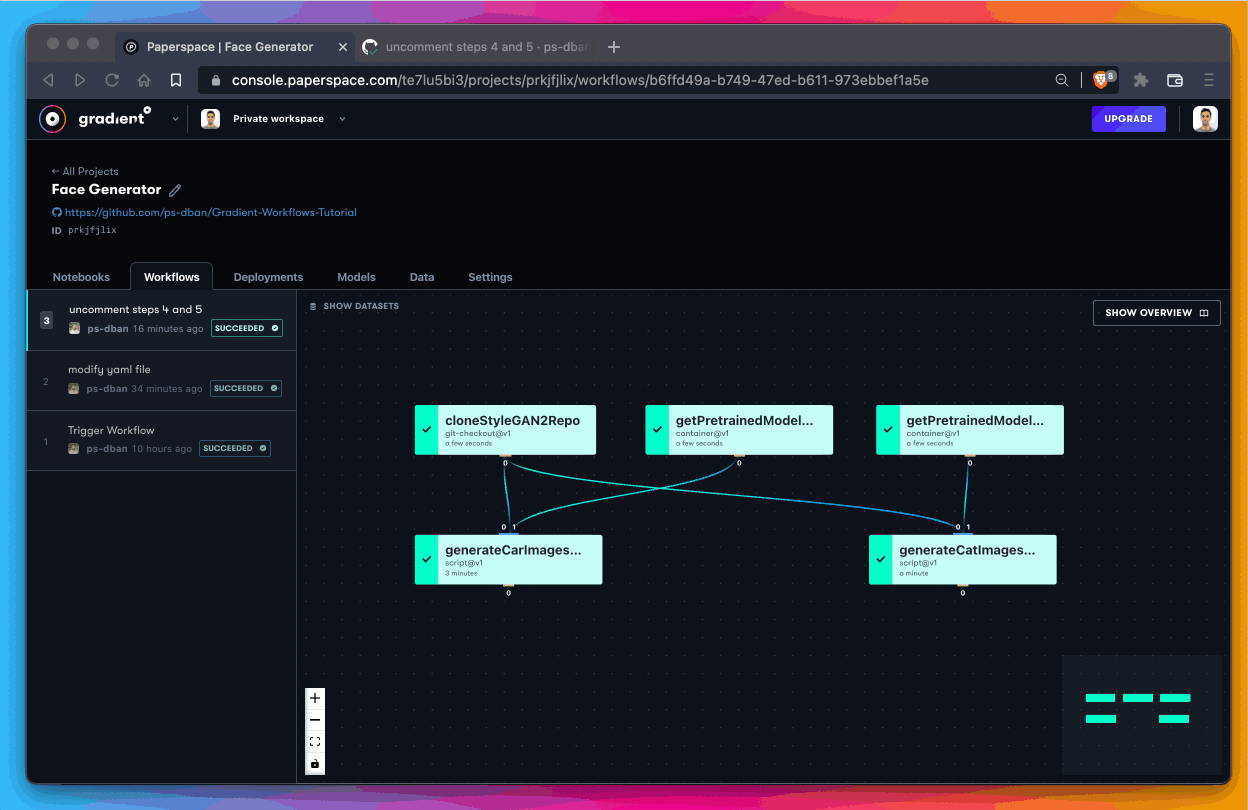 Paperspace | Face Generator
uncomment steps 4 and 5 · ps-dba
console.paperspace.com/te7lu5bi3/projects/prkjfjlix/workflows/b6ffd49a-b749-47ed-b611-973ebbef1a5e
8
gradient
Private workspace
UPGRADE
← All Projects
Face Generator
https://github.com/ps-dban/Gradient-Workflows-Tutorial
ID prkjfjlix
Notebooks
Workflows
Deployments
Models
Data
Settings
3
uncomment steps 4 and 5
ps-dban 16 minutes ago SUCCEEDED
2
modify yaml file
ps-dban 34 minutes ago SUCCEEDED
1
Trigger Workflow
ps-dban 10 hours ago SUCCEEDED
SHOW DATASETS
SHOW OVERVIEW
cloneStyleGAN2Repo
git-checkout@v1
a few seconds
0
getPretrainedModel...
container@v1
a few seconds
0
getPretrainedModel...
container@v1
a few seconds
0
0 1
generateCarImages...
script@v1
3 minutes
0
0 1
generateCatImages...
script@v1
a minute
0